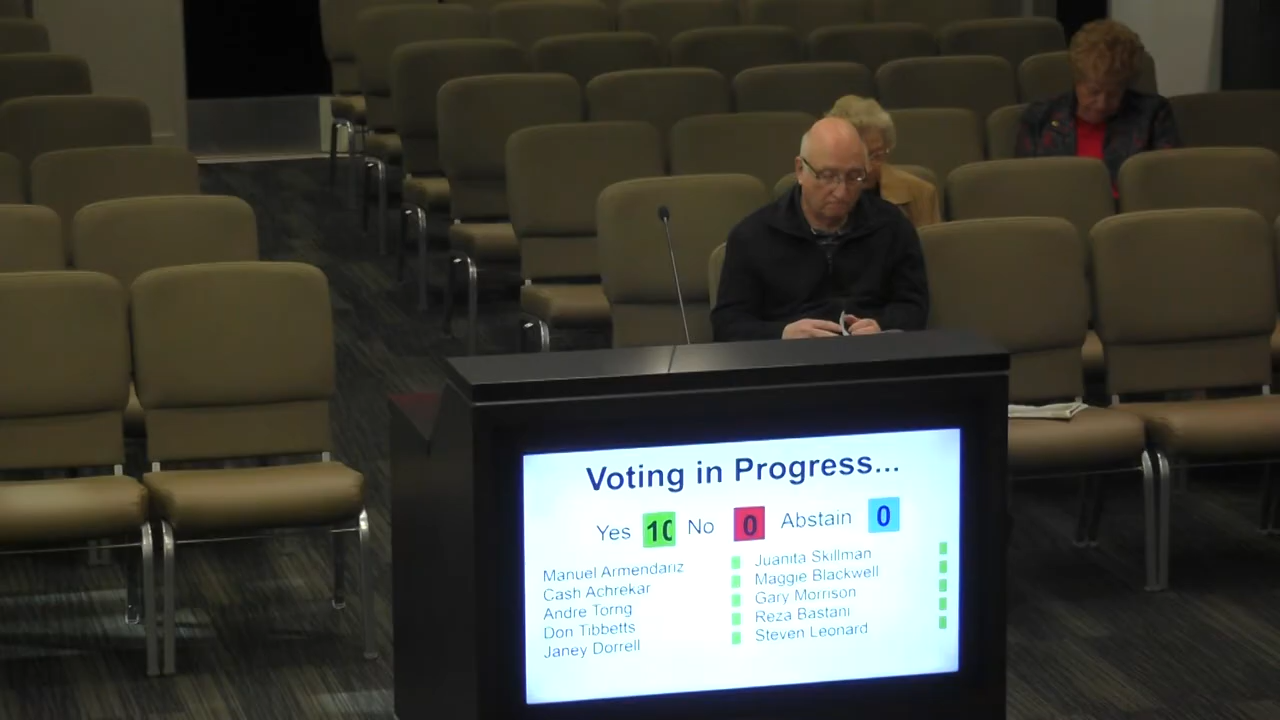 Voting in Progress...
Yes 10 No 0 Abstain 0
Manuel Armendariz
Cash Achrekar
Andre Torng
Don Tibbetts
Janey Dorrell
Juanita Skillman
Maggie Blackwell
Gary Morrison
Reza Bastani
Steven Leonard